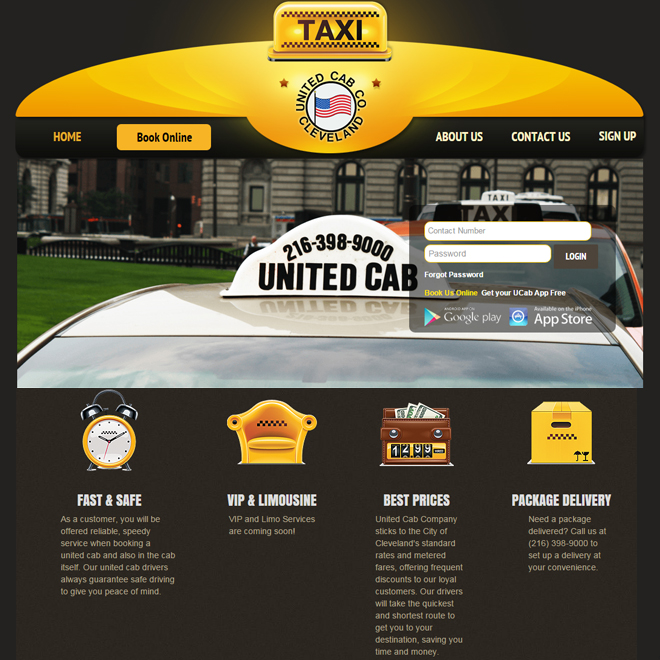 TAXI
UNITED CAB CO.
CLEVELAND
HOME
Book Online
ABOUT US
CONTACT US
SIGN UP
216-398-9000
UNITED CAB
TAXI
TAXI
Contact Number
Password
LOGIN
Forgot Password
Book Us Online Get your UCab App Free
ANDROID APP ON
Google play
Available on the iPhone
App Store
1299
FAST & SAFE
As a customer, you will be
offered reliable, speedy
service when booking a
united cab and also in the cab
itself. Our united cab drivers
always guarantee safe driving
to give you peace of mind.
VIP & LIMOUSINE
VIP and Limo Services
are coming soon!
BEST PRICES
United Cab Company
sticks to the City of
Cleveland's standard
rates and metered
fares, offering frequent
discounts to our loyal
customers. Our drivers
will take the quickest
and shortest route to
get you to your
destination, saving you
time and money.
PACKAGE DELIVERY
Need a package
delivered? Call us at
(216) 398-9000 to
set up a delivery at
your convenience.